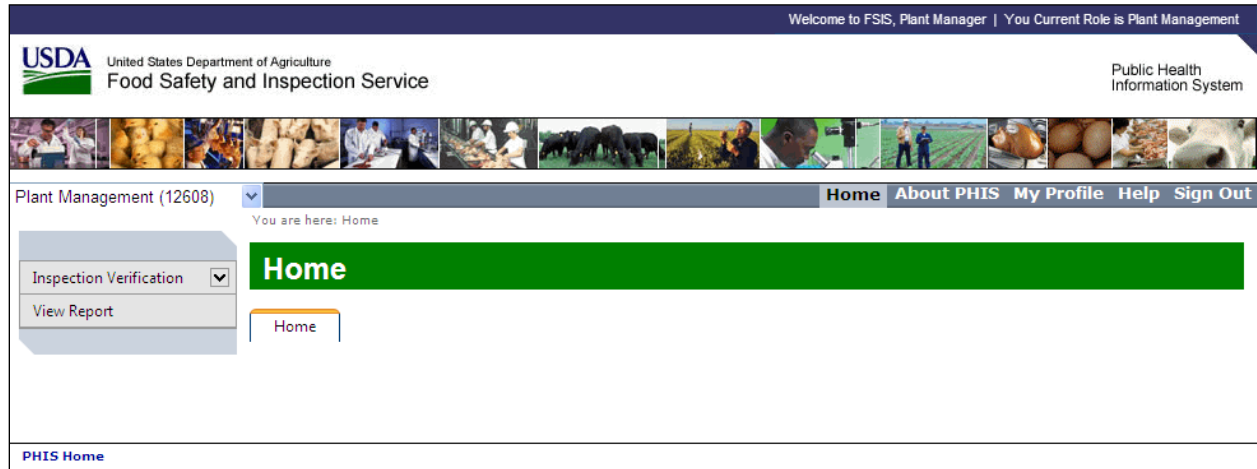 Welcome to FSIS, Plant Manager | You Current Role is Plant Management
USDA
United States Department of Agriculture
Food Safety and Inspection Service
Public Health
Information System
Plant Management (12608)
Home About PHIS My Profile Help Sign Out
You are here: Home
Inspection Verification
View Report
Home
Home
PHIS Home